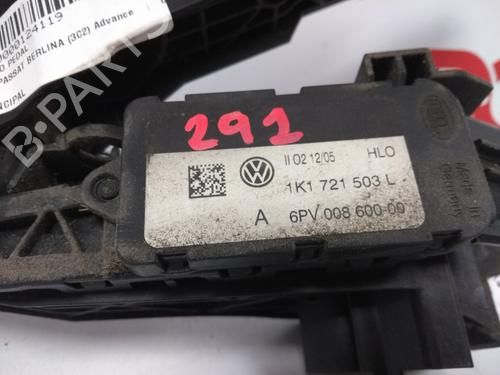 0000124119
O PEDAL
PASSAT BERLINA (3C2) Advance
NCIPAL
291
II 02 12/05 HLO
1K1 721 503 L
A 6PV 008 600-00
Made in
Germany
B-PARTS